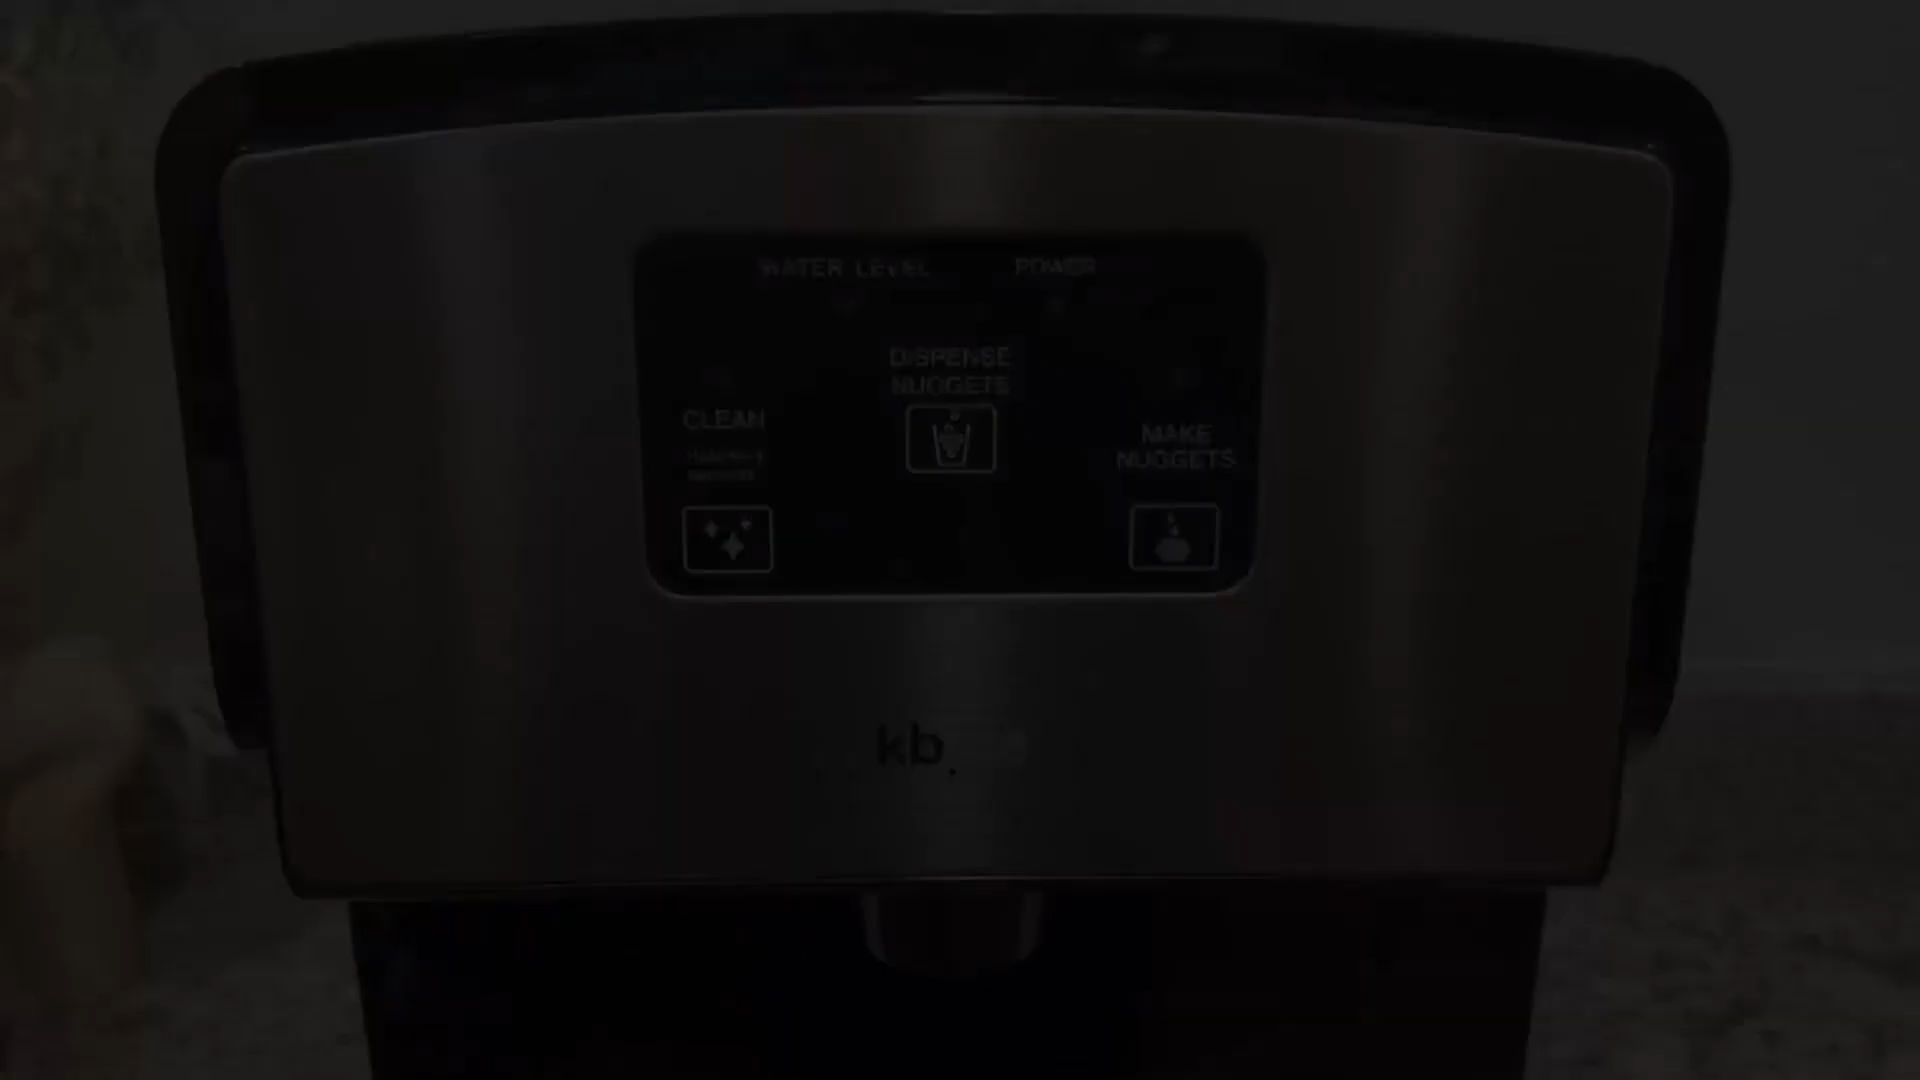 WATER LEVEL POWER
DISPENSE
NUGGETS
CLEAN
MAKE
NUGGETS
kb.